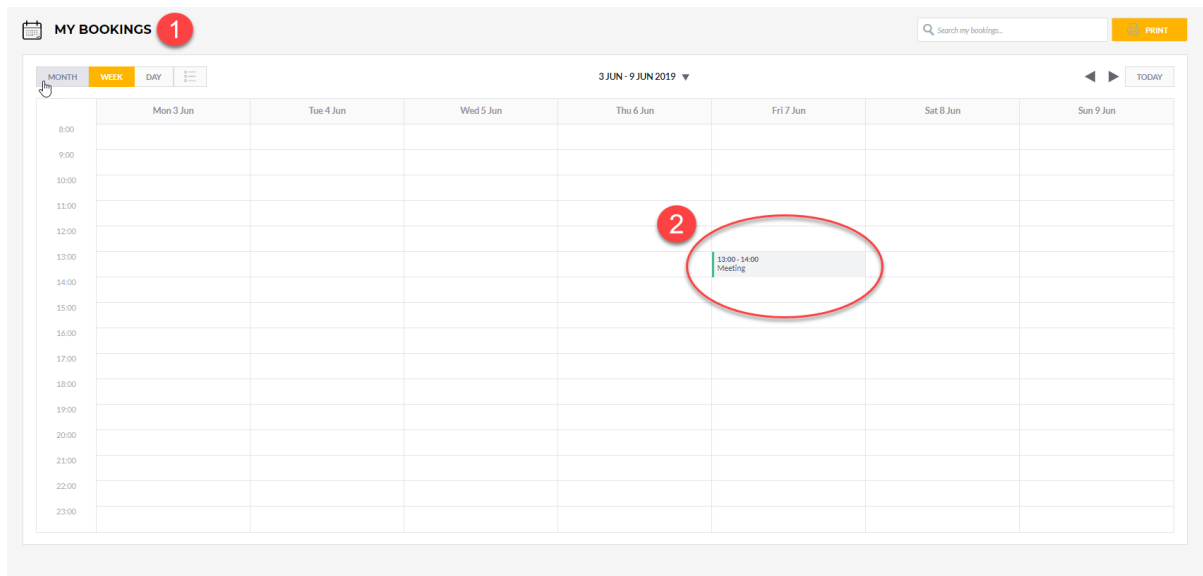 MY BOOKINGS 1
Search my bookings...
PRINT
MONTH WEEK DAY
3 JUN - 9 JUN 2019
TODAY
Mon 3 Jun Tue 4 Jun Wed 5 Jun Thu 6 Jun Fri 7 Jun Sat 8 Jun Sun 9 Jun
8:00
9:00
10:00
11:00
2
12:00
13:00
13:00 - 14:00
Meeting
14:00
15:00
16:00
17:00
18:00
19:00
20:00
21:00
22:00
23:00